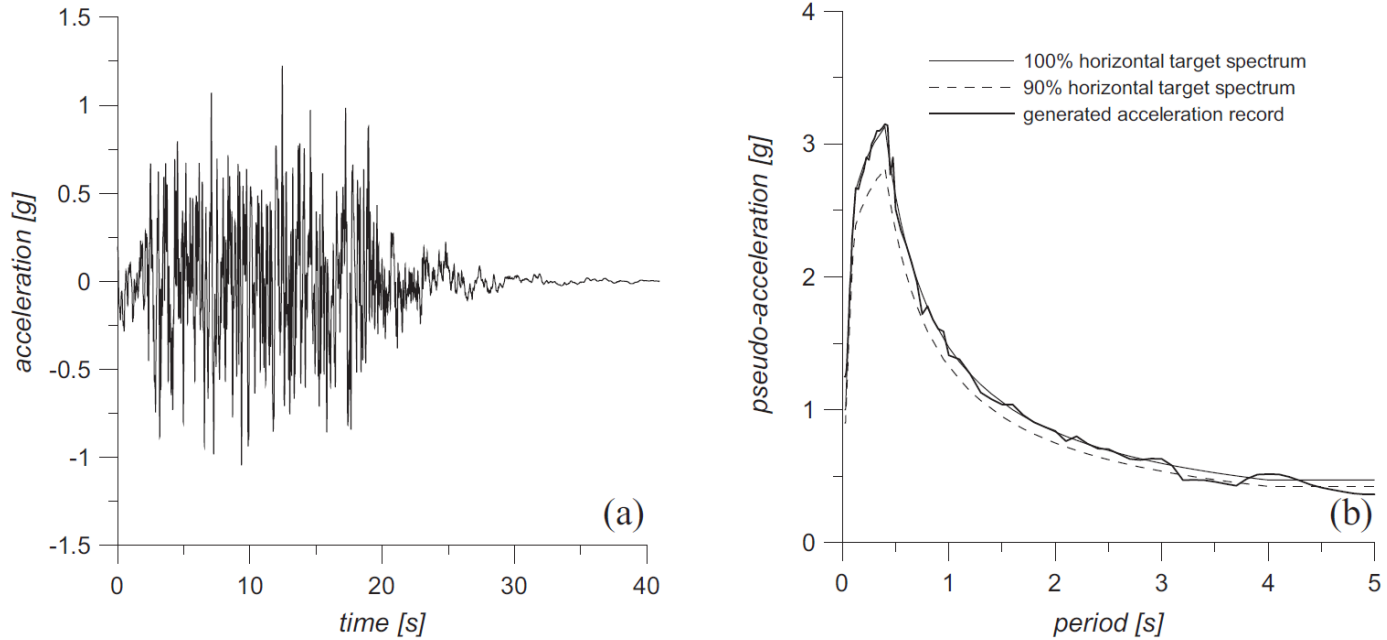 1.5
1
0.5
0
-0.5
-1
-1.5
acceleration [g]
0
10
20
30
40
time [s]
(a)
4
3
2
1
0
pseudo-acceleration [g]
100% horizontal target spectrum
90% horizontal target spectrum
generated acceleration record
0
1
2
3
4
5
period [s]
(b)